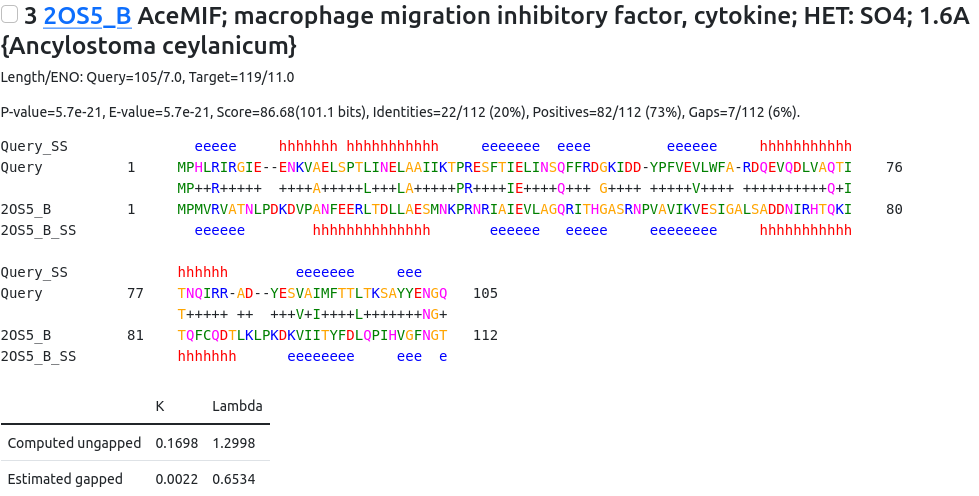 3 2OS5_B AceMIF; macrophage migration inhibitory factor, cytokine; HET: SO4; 1.6A
{Ancylostoma ceylanicum}
Length/ENO: Query=105/7.0, Target=119/11.0
P-value=5.7e-21, E-value=5.7e-21, Score=86.68(101.1 bits), Identities=22/112 (20%), Positives=82/112 (73%), Gaps=7/112 (6%).
Query_SS eeeee hhhhhhh hhhhhhhhhhh eeeeeee eeee eeeeee hhhhhhhhhhh
Query 1 MPHLRIRGIE--ENKVAELSPTLINELAAIIKTPRESFTIELINSQFFRDGKIDD-YPFVEVLWFA-RDQEVQDLVAQTI 76
MP++R+++++ ++++A+++++L+++LA+++++PR++++IE++++Q+++ G++++ +++++V++++ ++++++++++Q+I
2OS5_B 1 MPMVRVATNLPDKDVPANFEERLTDLLAESMNKPRNRIAIEVLAGQRITHGASRNPVAVIKVESIGALSADDNIRHTQKI 80
2OS5_B_SS eeeeee hhhhhhhhhhhhhh eeeeee eeeee eeeeeeee hhhhhhhhhhh
Query_SS hhhhhh eeeeeee eee
Query 77 TNQIRR-AD--YESVAIMFTTLTKSAYYENGQ 105
T+++++ ++ +++V+I++++L+++++++NG+
2OS5_B 81 TQFCQDTLKLPKDKVIITYFDLQPIHVGFNGT 112
2OS5_B_SS hhhhhhh eeeeeeee eee e
K Lambda
Computed ungapped 0.1698 1.2998
Estimated gapped 0.0022 0.6534